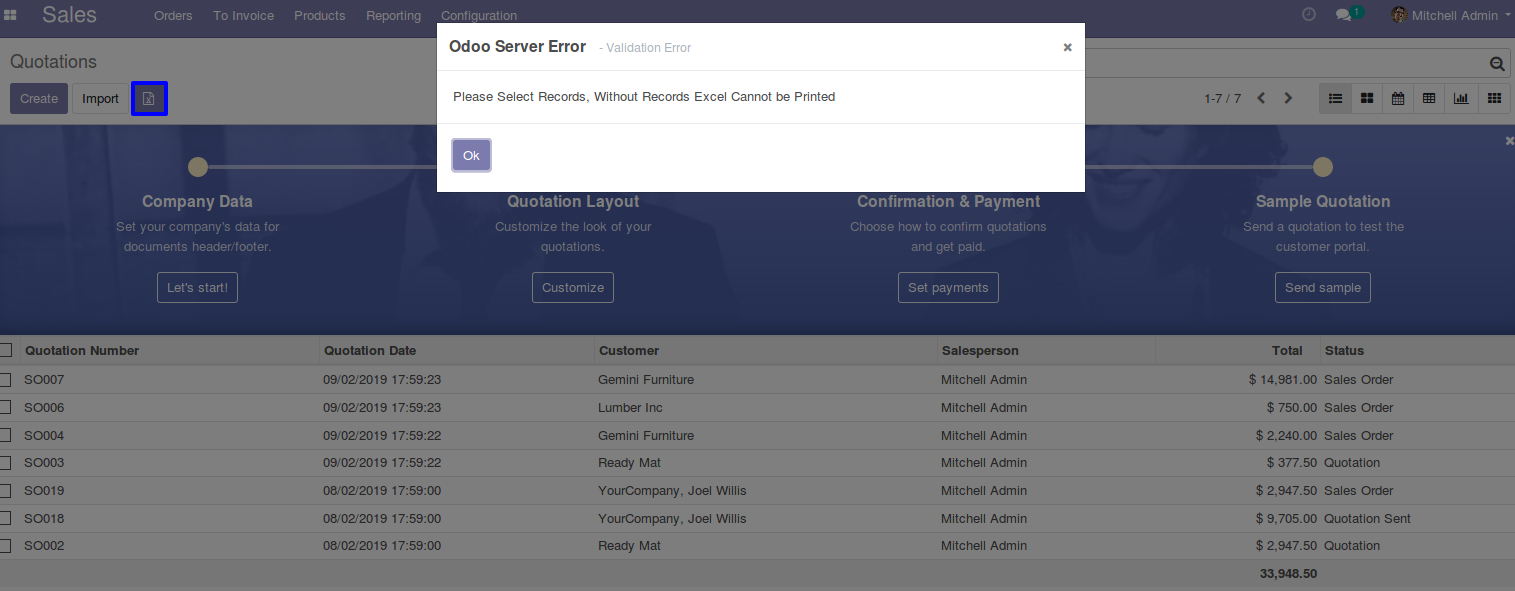 Sales Orders To Invoice Products Reporting Configuration 1 Mitchell Admin
Odoo Server Error - Validation Error ×
Quotations
Please Select Records, Without Records Excel Cannot be Printed
Create Import 1-7 / 7
Ok
Company Data Quotation Layout Confirmation & Payment Sample Quotation
Set your company's data for Customize the look of your Choose how to confirm quotations Send a quotation to test the
documents header/footer. quotations. and get paid. customer portal.
Let's start! Customize Set payments Send sample
Quotation Number Quotation Date Customer Salesperson Total Status
SO007 09/02/2019 17:59:23 Gemini Furniture Mitchell Admin $ 14,981.00 Sales Order
SO006 09/02/2019 17:59:23 Lumber Inc Mitchell Admin $ 750.00 Sales Order
SO004 09/02/2019 17:59:22 Gemini Furniture Mitchell Admin $ 2,240.00 Sales Order
SO003 09/02/2019 17:59:22 Ready Mat Mitchell Admin $ 377.50 Quotation
SO019 08/02/2019 17:59:00 YourCompany, Joel Willis Mitchell Admin $ 2,947.50 Sales Order
SO018 08/02/2019 17:59:00 YourCompany, Joel Willis Mitchell Admin $ 9,705.00 Quotation Sent
SO002 08/02/2019 17:59:00 Ready Mat Mitchell Admin $ 2,947.50 Quotation
33,948.50